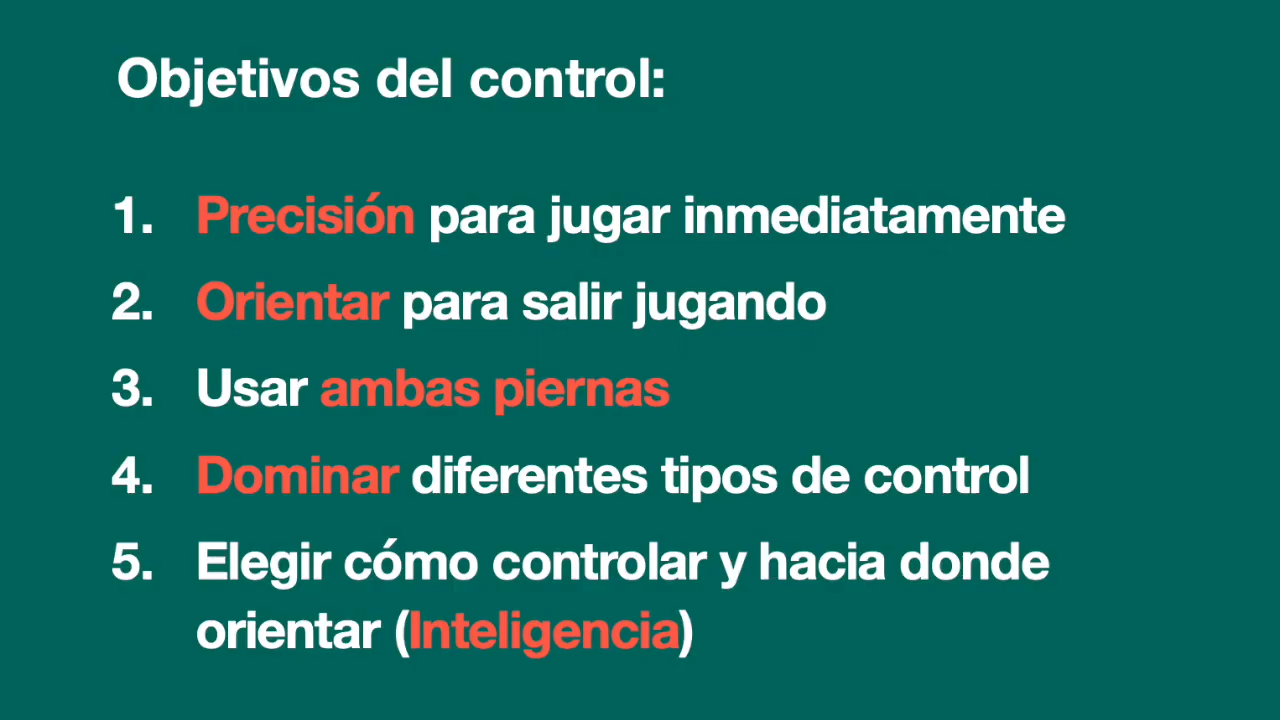 Objetivos del control:
1. Precisión para jugar inmediatamente
2. Orientar para salir jugando
3. Usar ambas piernas
4. Dominar diferentes tipos de control
5. Elegir cómo controlar y hacia donde
orientar (Inteligencia)